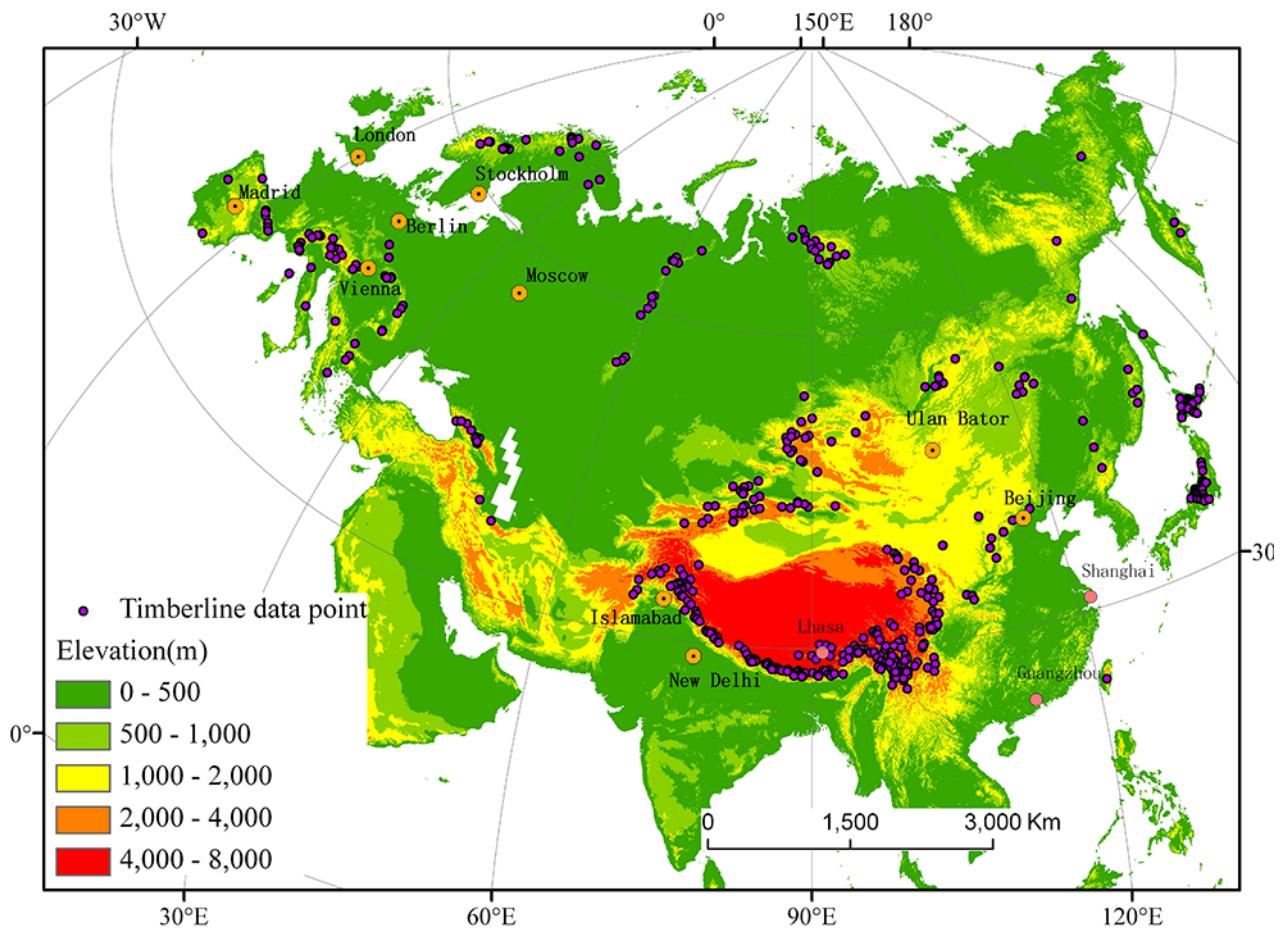 30°W 0° 150°E 180°
London
Stockholm
Madrid
Berlin
Moscow
Vienna
Ulan Bator
Beijing
30
Shanghai
Timberline data point
Islamabad
Lhasa
Elevation(m)
New Delhi
Guangzhou
0 - 500
0°
500 - 1,000
1,000 - 2,000
2,000 - 4,000
0 1,500 3,000 Km
4,000 - 8,000
30°E 60°E 90°E 120°E